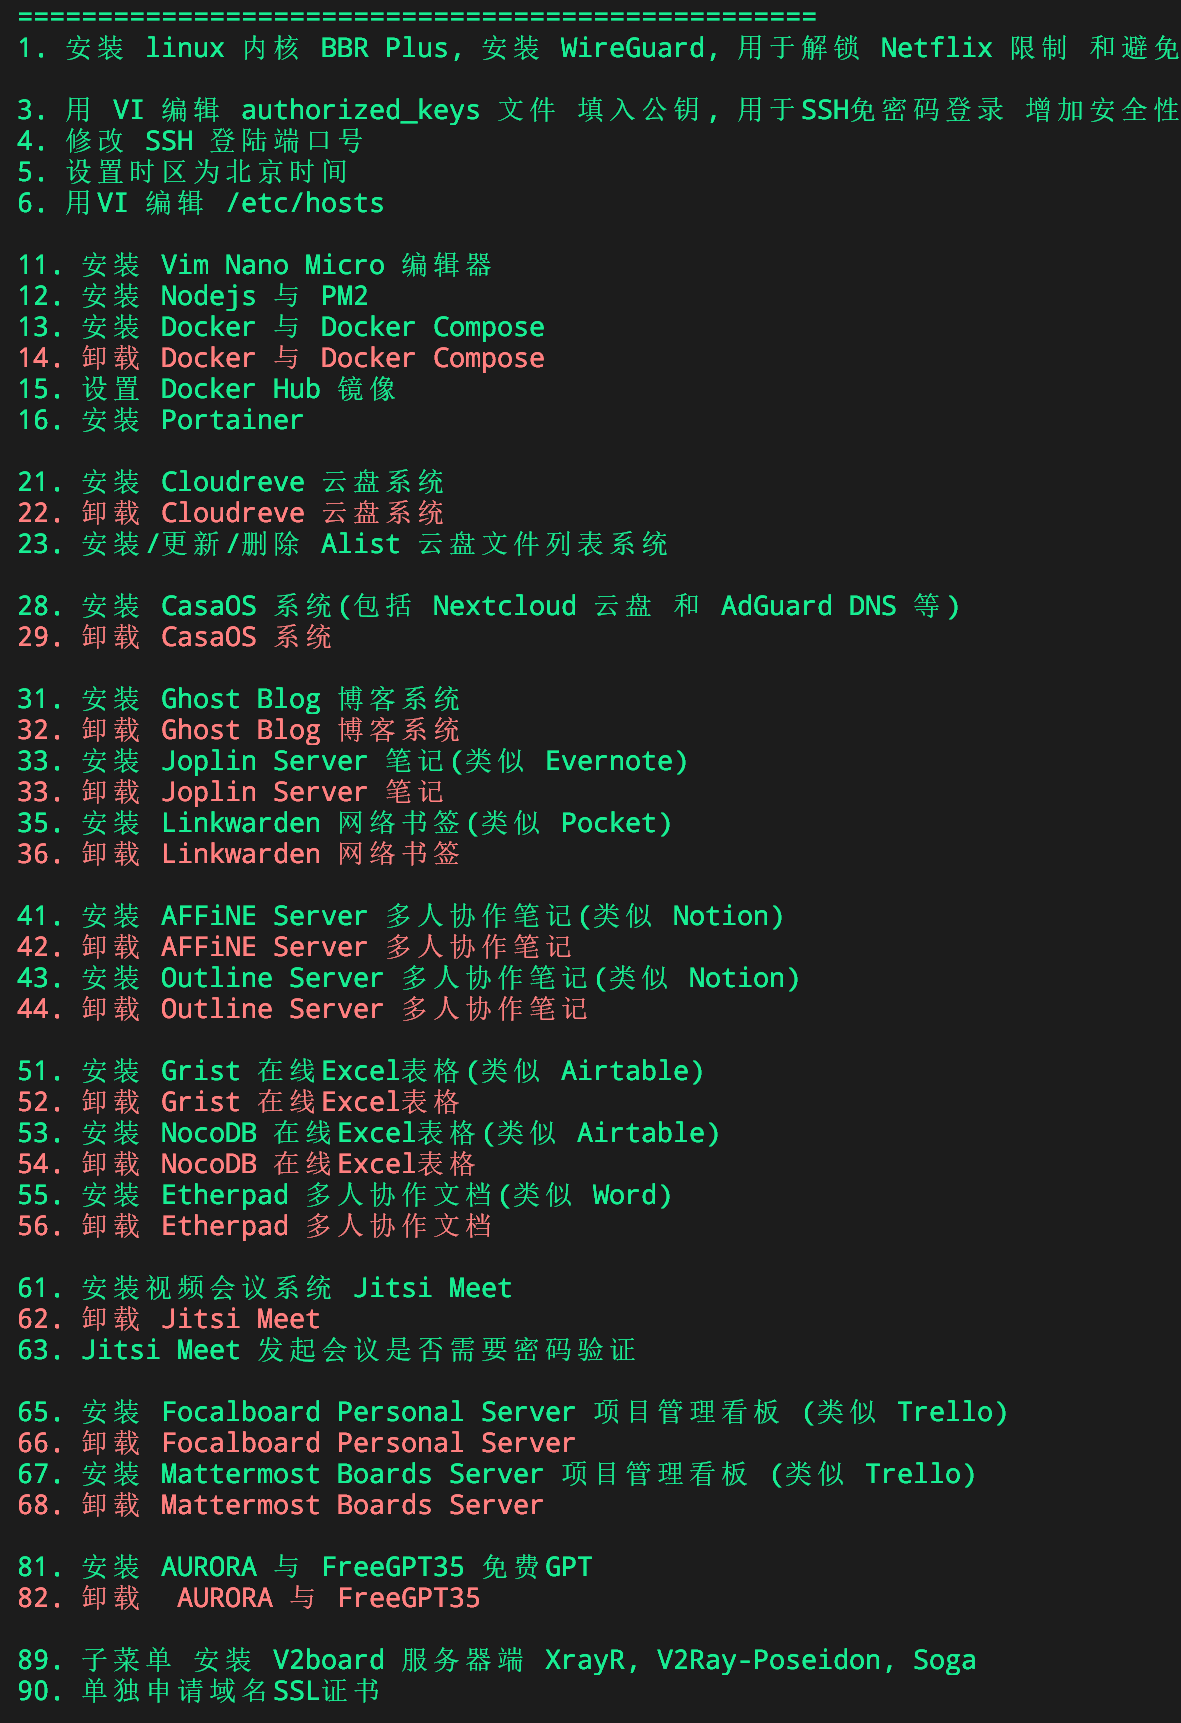 ==================================================
1. 安装 linux 内核 BBR Plus, 安装 WireGuard, 用于解锁 Netflix 限制 和避免
3. 用 VI 编辑 authorized_keys 文件 填入公钥, 用于SSH免密码登录 增加安全性
4. 修改 SSH 登陆端口号
5. 设置时区为北京时间
6. 用VI 编辑 /etc/hosts
11. 安装 Vim Nano Micro 编辑器
12. 安装 Nodejs 与 PM2
13. 安装 Docker 与 Docker Compose
14. 卸载 Docker 与 Docker Compose
15. 设置 Docker Hub 镜像
16. 安装 Portainer
21. 安装 Cloudreve 云盘系统
22. 卸载 Cloudreve 云盘系统
23. 安装/更新/删除 Alist 云盘文件列表系统
28. 安装 CasaOS 系统(包括 Nextcloud 云盘 和 AdGuard DNS 等)
29. 卸载 CasaOS 系统
31. 安装 Ghost Blog 博客系统
32. 卸载 Ghost Blog 博客系统
33. 安装 Joplin Server 笔记(类似 Evernote)
33. 卸载 Joplin Server 笔记
35. 安装 Linkwarden 网络书签(类似 Pocket)
36. 卸载 Linkwarden 网络书签
41. 安装 AFFiNE Server 多人协作笔记(类似 Notion)
42. 卸载 AFFiNE Server 多人协作笔记
43. 安装 Outline Server 多人协作笔记(类似 Notion)
44. 卸载 Outline Server 多人协作笔记
51. 安装 Grist 在线Excel表格(类似 Airtable)
52. 卸载 Grist 在线Excel表格
53. 安装 NocoDB 在线Excel表格(类似 Airtable)
54. 卸载 NocoDB 在线Excel表格
55. 安装 Etherpad 多人协作文档(类似 Word)
56. 卸载 Etherpad 多人协作文档
61. 安装视频会议系统 Jitsi Meet
62. 卸载 Jitsi Meet
63. Jitsi Meet 发起会议是否需要密码验证
65. 安装 Focalboard Personal Server 项目管理看板 (类似 Trello)
66. 卸载 Focalboard Personal Server
67. 安装 Mattermost Boards Server 项目管理看板 (类似 Trello)
68. 卸载 Mattermost Boards Server
81. 安装 AURORA 与 FreeGPT35 免费GPT
82. 卸载  AURORA 与 FreeGPT35
89. 子菜单 安装 V2board 服务器端 XrayR, V2Ray-Poseidon, Soga
90. 单独申请域名SSL证书